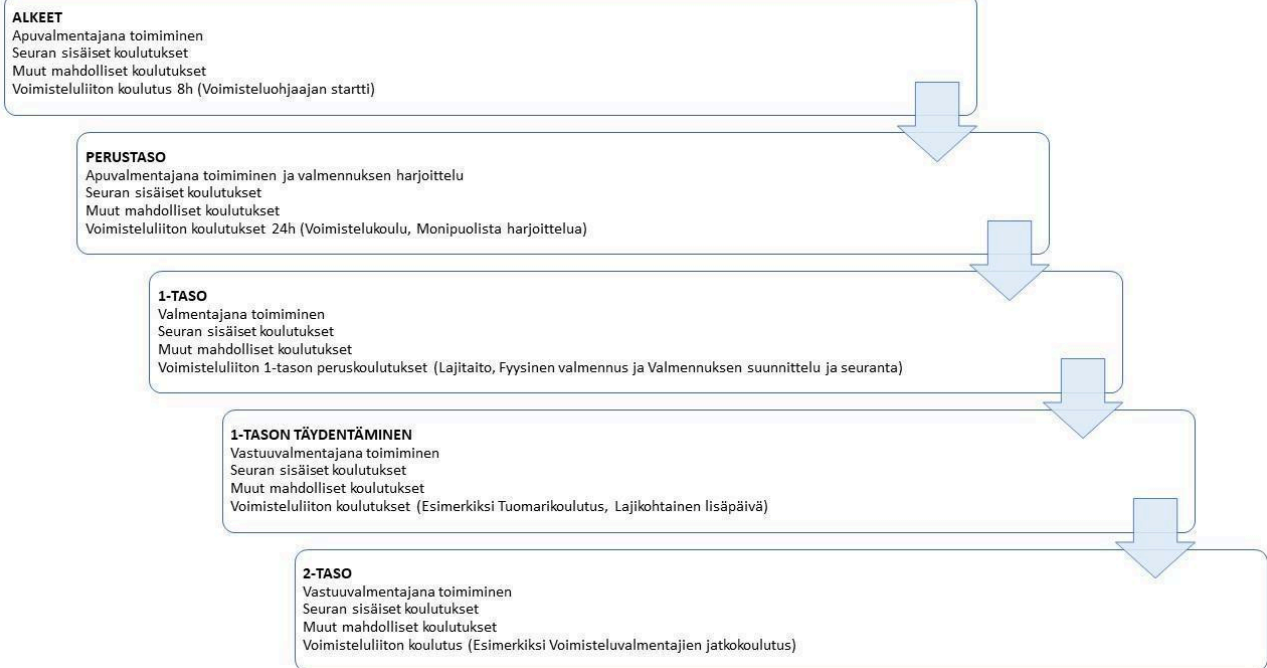 ALKEET
Apuvalmentajana toimiminen
Seuran sisäiset koulutukset
Muut mahdolliset koulutukset
Voimisteluliiton koulutus 8h (Voimisteluohjaajan startti)
PERUSTASO
Apuvalmentajana toimiminen ja valmennuksen harjoittelu
Seuran sisäiset koulutukset
Muut mahdolliset koulutukset
Voimisteluliiton koulutukset 24h (Voimistelukoulu, Monipuolista harjoittelua)
1-TASO
Valmentajana toimiminen
Seuran sisäiset koulutukset
Muut mahdolliset koulutukset
Voimisteluliiton 1-tason peruskoulutukset (Lajitaito, Fyysinen valmennus ja Valmennuksen suunnittelu ja seuranta)
1-TASON TÄYDENTÄMINEN
Vastuuvalmentajana toimiminen
Seuran sisäiset koulutukset
Muut mahdolliset koulutukset
Voimisteluliiton koulutukset (Esimerkiksi Tuomarikoulutus, Lajikohtainen lisäpäivä)
2-TASO
Vastuuvalmentajana toimiminen
Seuran sisäiset koulutukset
Muut mahdolliset koulutukset
Voimisteluliiton koulutus (Esimerkiksi Voimisteluvalmentajien jatkokoulutus)